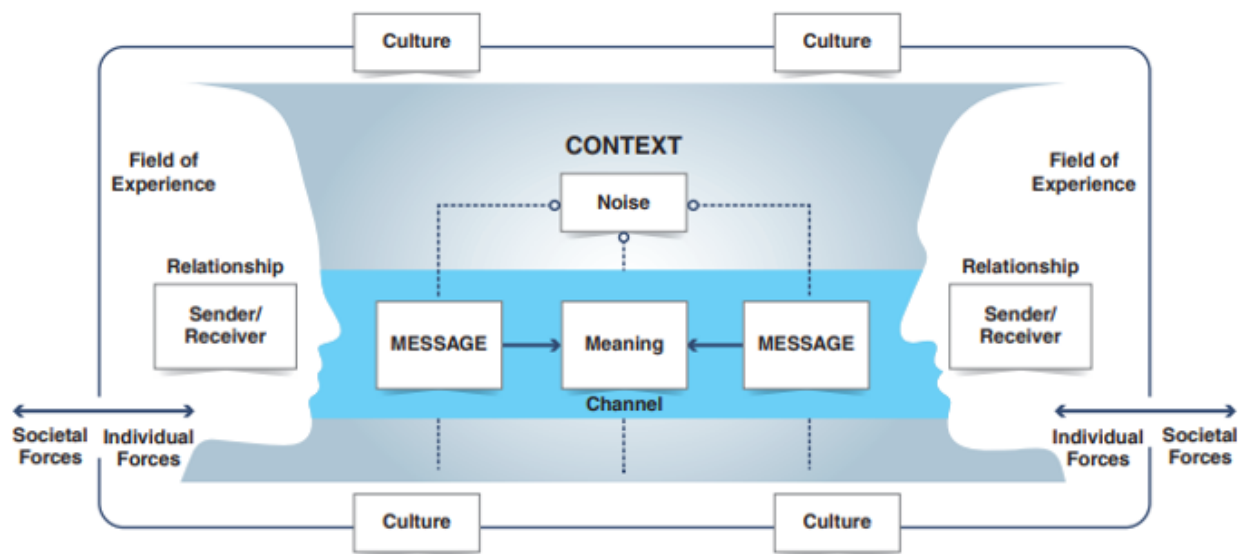 Culture
Culture
CONTEXT
Field of
Experience
Field of
Experience
Noise
Relationship
Relationship
Sender/
Receiver
MESSAGE
Meaning
MESSAGE
Sender/
Receiver
Channel
Societal
Forces
Individual
Forces
Individual
Forces
Societal
Forces
Culture
Culture